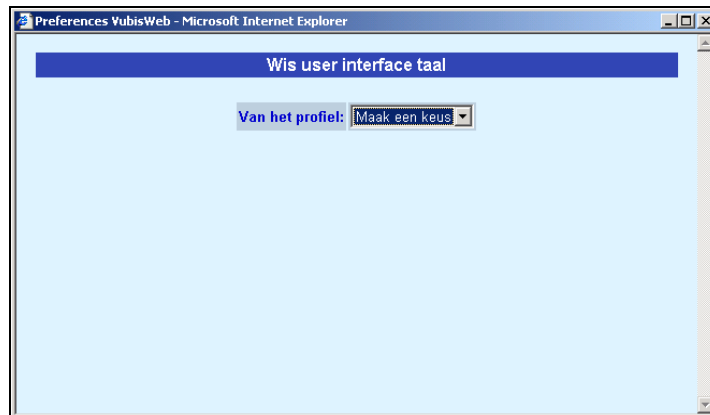 Preferences VubisWeb - Microsoft Internet Explorer
Wis user interface taal
Van het profiel: Maak een keus